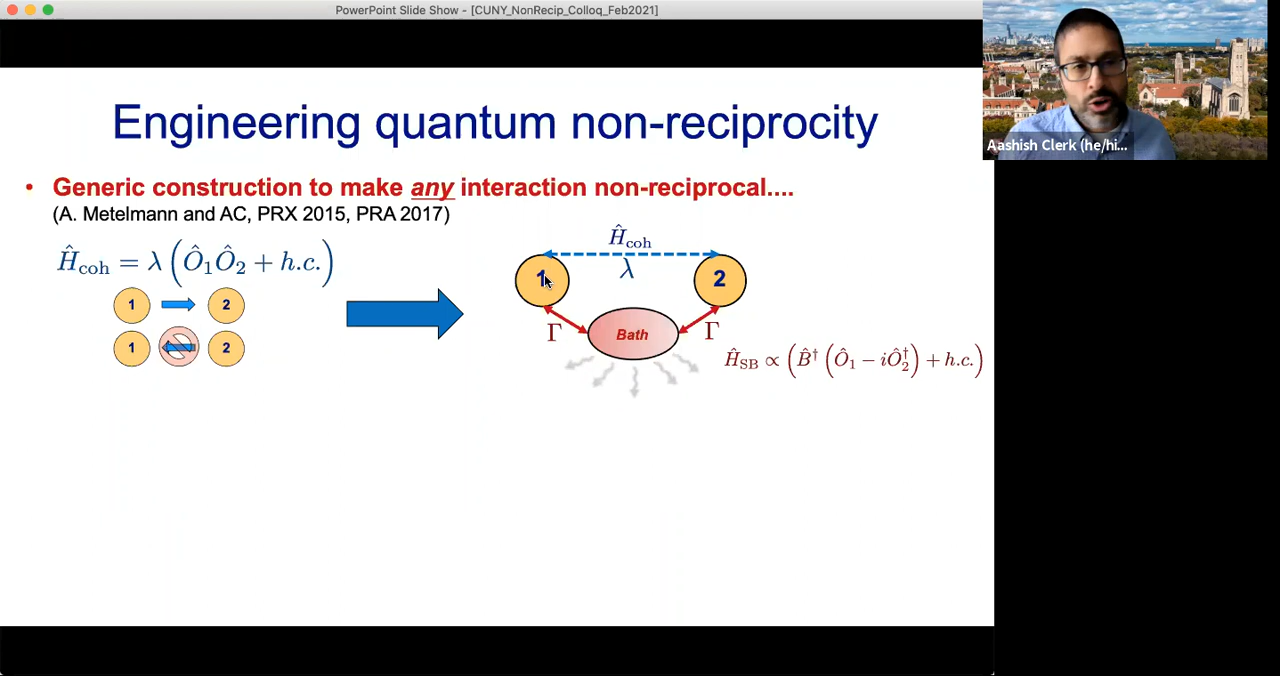 PowerPoint Slide Show - [CUNY_NonRecip_Colloq_Feb2021]
Aashish Clerk (he/hi...
Engineering quantum non-reciprocity
• Generic construction to make any interaction non-reciprocal....
(A. Metelmann and AC, PRX 2015, PRA 2017)
Ĥ_coh = λ (Ô₁Ô₂ + h.c.)
1 2
1 2
Ĥ_coh
λ
1 2
Γ Bath Γ
Ĥ_SB ∝ (B̂† (Ô₁ − iÔ₂†) + h.c.)